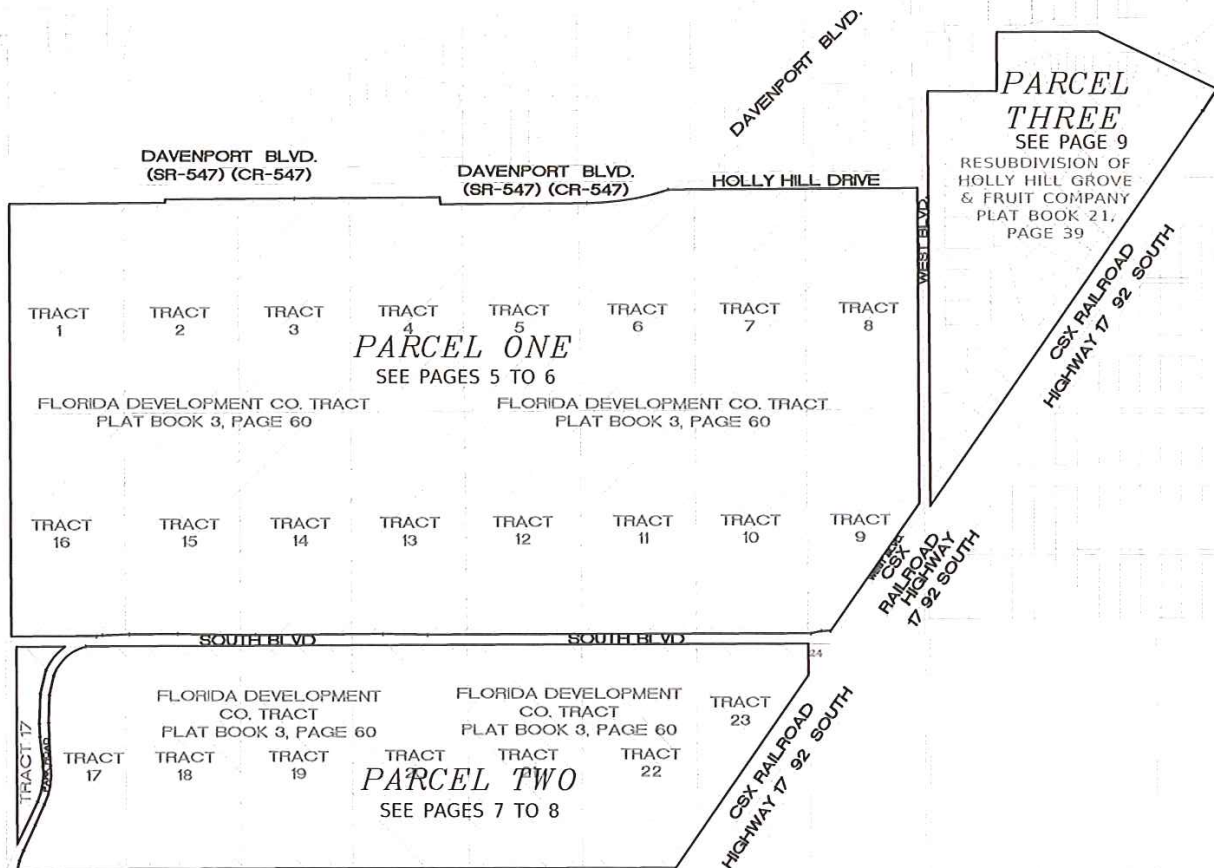 DAVENPORT BLVD.
PARCEL
THREE
SEE PAGE 9
RESUBDIVISION OF
HOLLY HILL GROVE
& FRUIT COMPANY
PLAT BOOK 21,
PAGE 39
DAVENPORT BLVD.
(SR-547) (CR-547)
DAVENPORT BLVD.
(SR-547) (CR-547)
HOLLY HILL DRIVE
WEST BLVD.
CSX RAILROAD
HIGHWAY 17 92 SOUTH
TRACT
1
TRACT
2
TRACT
3
TRACT
4
TRACT
5
TRACT
6
TRACT
7
TRACT
8
PARCEL ONE
SEE PAGES 5 TO 6
FLORIDA DEVELOPMENT CO. TRACT
PLAT BOOK 3, PAGE 60
FLORIDA DEVELOPMENT CO. TRACT
PLAT BOOK 3, PAGE 60
TRACT
16
TRACT
15
TRACT
14
TRACT
13
TRACT
12
TRACT
11
TRACT
10
TRACT
9
WEST BLVD.
CSX
RAILROAD
HIGHWAY
17 92 SOUTH
SOUTH BLVD
SOUTH BLVD
24
FLORIDA DEVELOPMENT
CO. TRACT
PLAT BOOK 3, PAGE 60
FLORIDA DEVELOPMENT
CO. TRACT
PLAT BOOK 3, PAGE 60
TRACT
23
TRACT 17
PARK ROAD
TRACT
17
TRACT
18
TRACT
19
TRACT
20
TRACT
21
TRACT
22
PARCEL TWO
SEE PAGES 7 TO 8
CSX RAILROAD
HIGHWAY 17 92 SOUTH